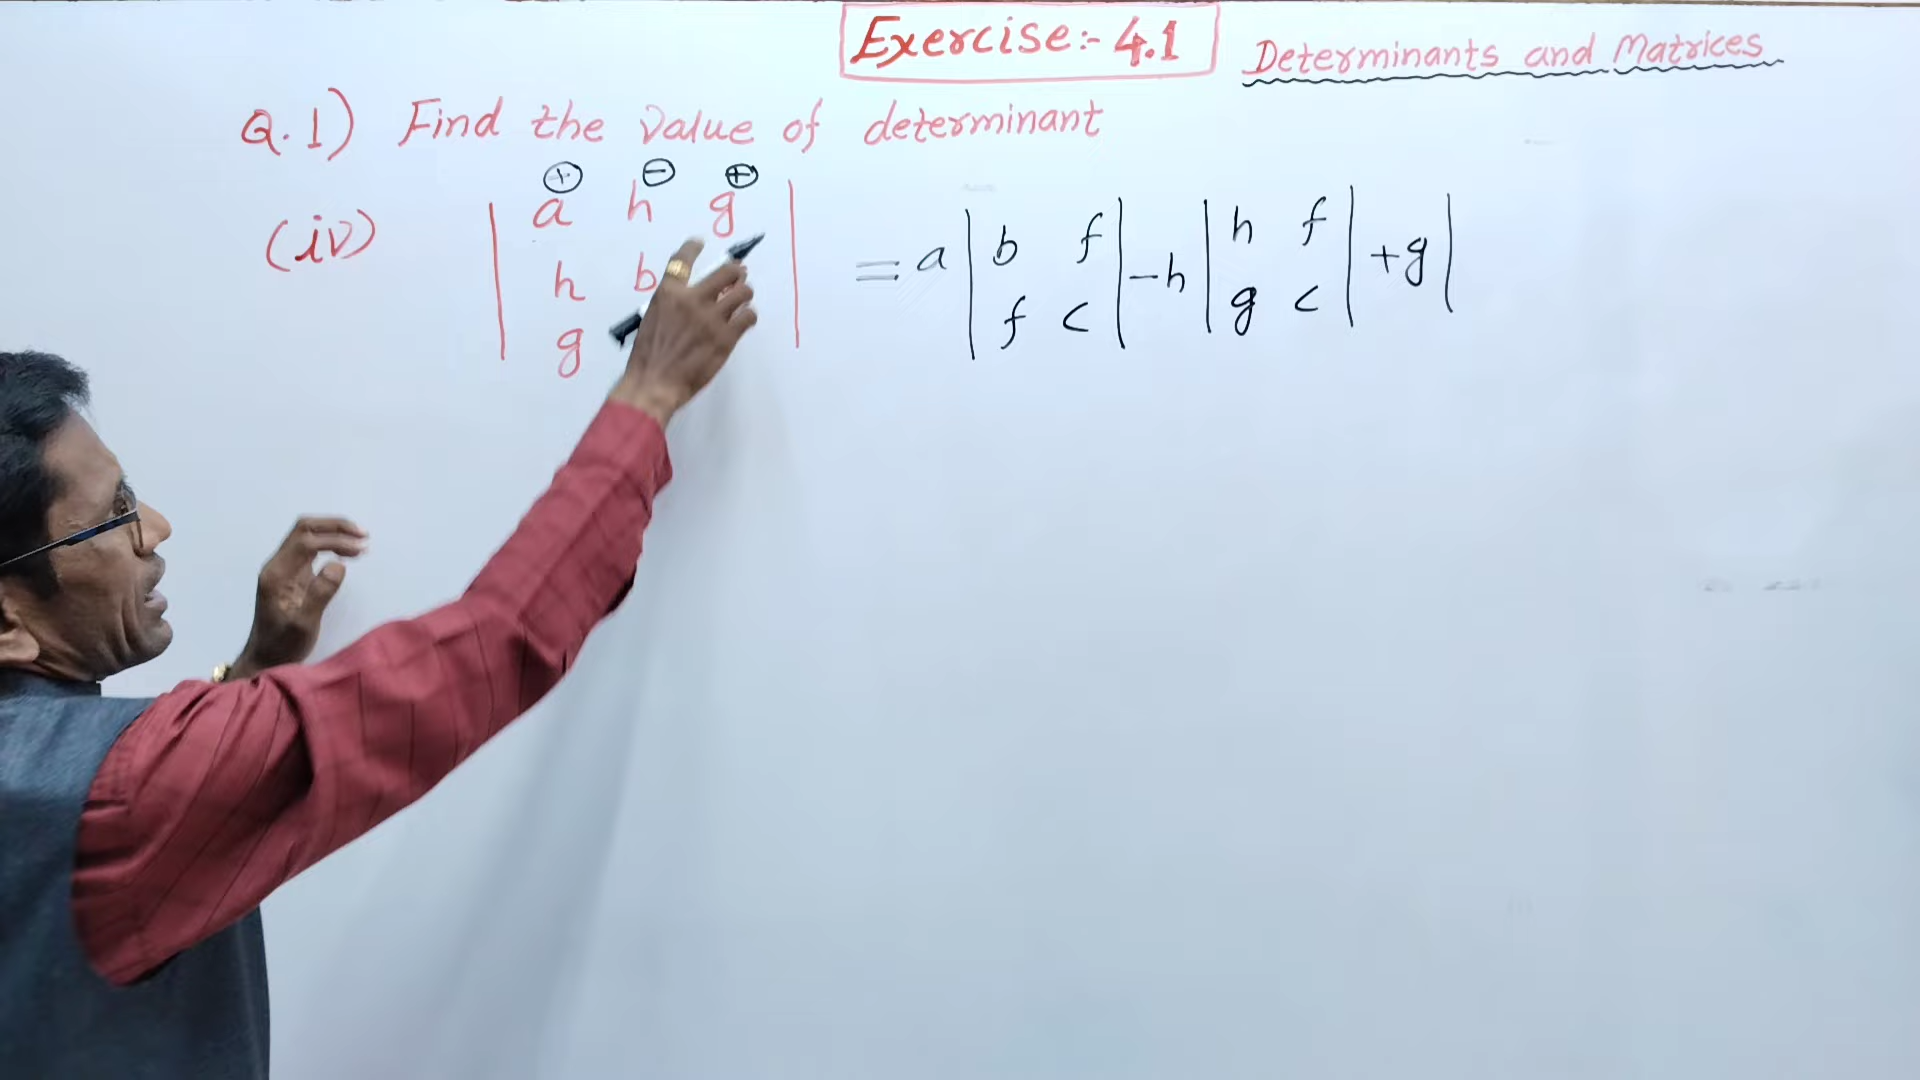 Exercise:- 4.1 Determinants and Matrices
Q.1) Find the value of determinant
⊕ ⊖ ⊕
(iv) | a h g | = a | b f | - h | h f | + g |
h b
g
f c g c